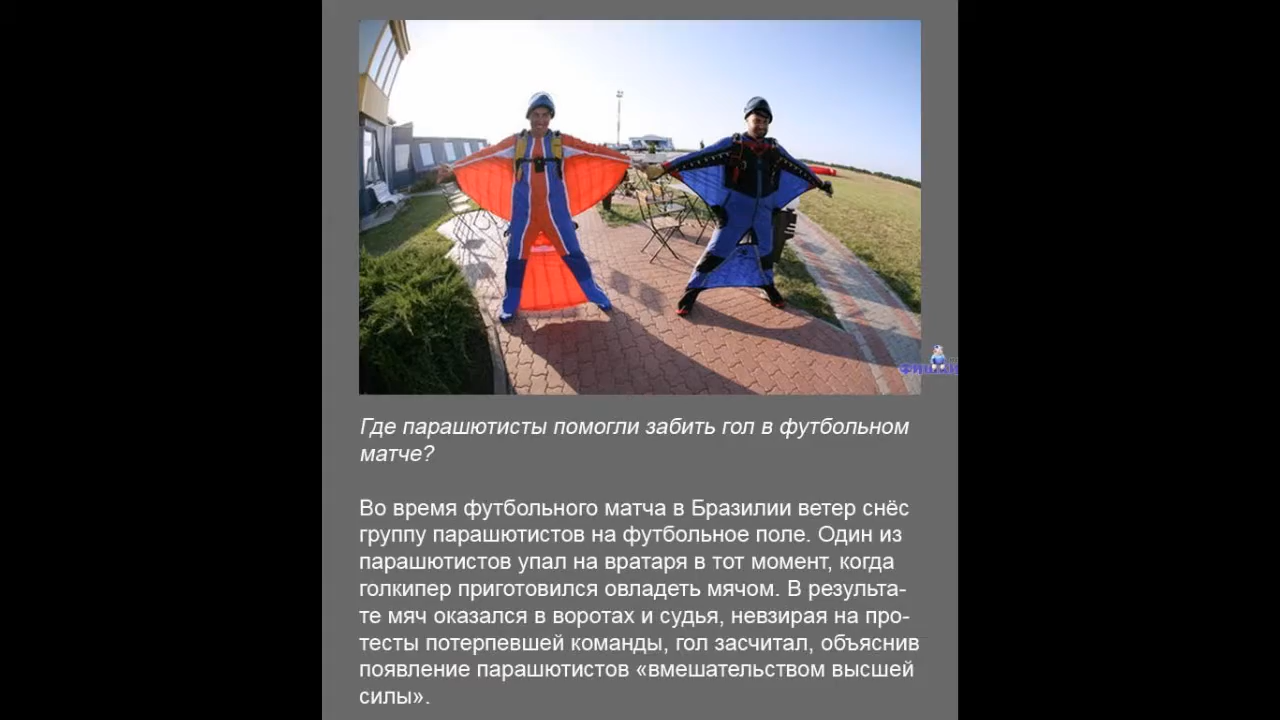 фишки
Где парашютисты помогли забить гол в футбольном
матче?
Во время футбольного матча в Бразилии ветер снёс
группу парашютистов на футбольное поле. Один из
парашютистов упал на вратаря в тот момент, когда
голкипер приготовился овладеть мячом. В результа-
те мяч оказался в воротах и судья, невзирая на про-
тесты потерпевшей команды, гол засчитал, объяснив
появление парашютистов «вмешательством высшей
силы».